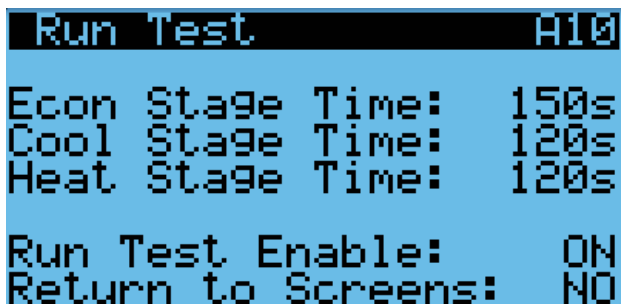 Run Test A10
Econ Stage Time: 150s
Cool Stage Time: 120s
Heat Stage Time: 120s
Run Test Enable: ON
Return to Screens: NO